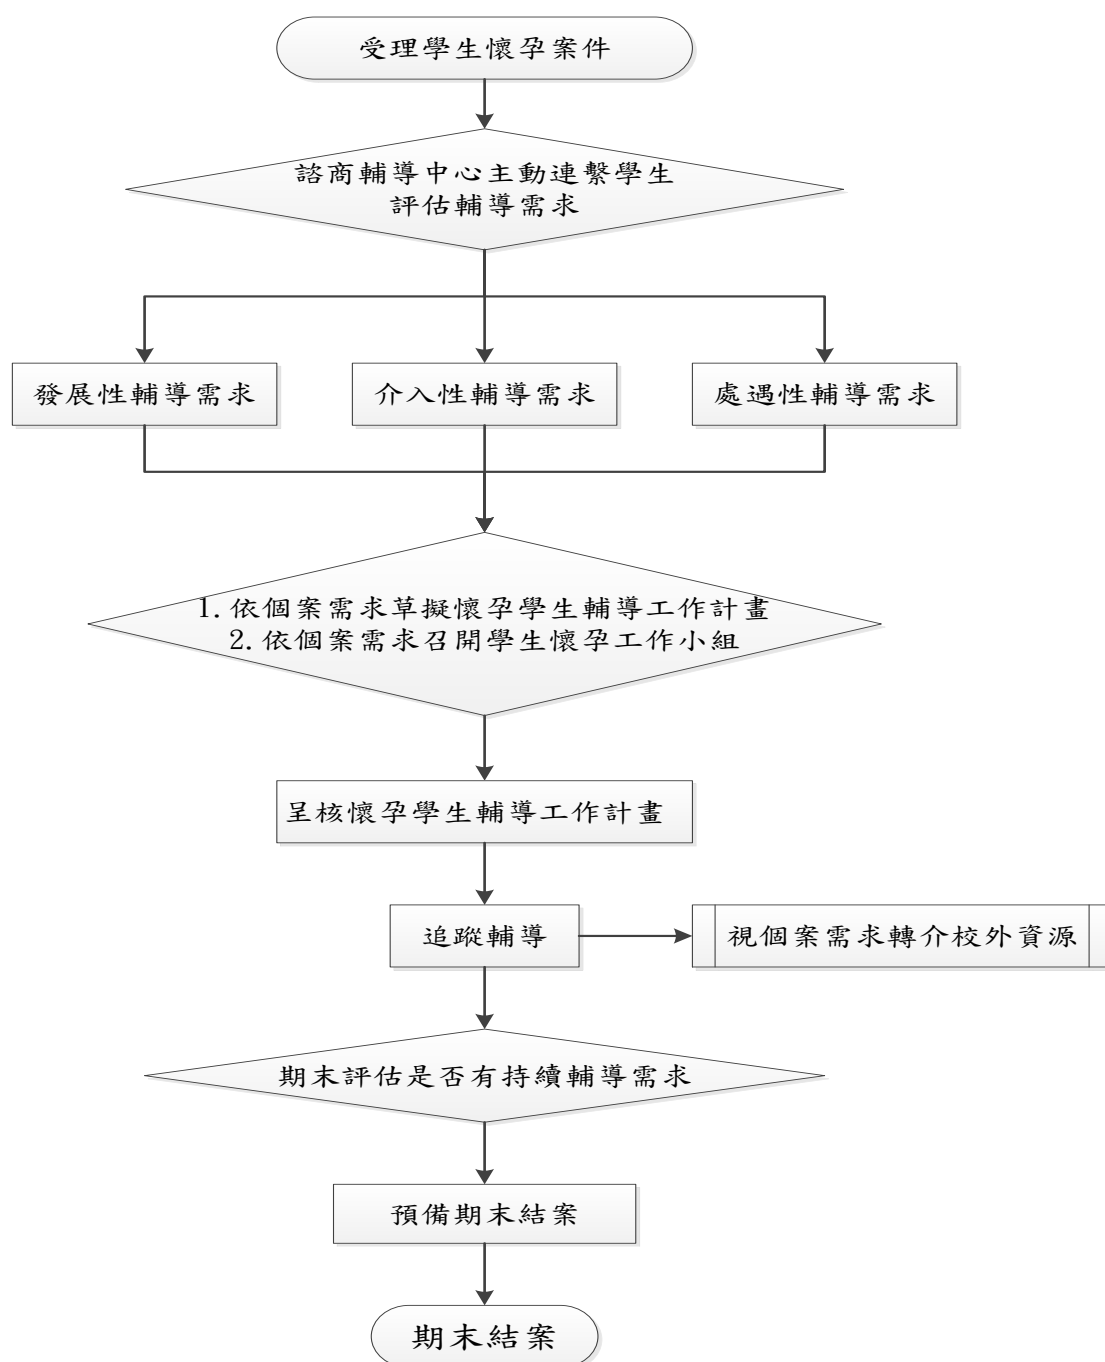 受理學生懷孕案件
諮商輔導中心主動連繫學生
評估輔導需求
發展性輔導需求
介入性輔導需求
處遇性輔導需求
1.依個案需求草擬懷孕學生輔導工作計畫
2.依個案需求召開學生懷孕工作小組
呈核懷孕學生輔導工作計畫
追蹤輔導
視個案需求轉介校外資源
期末評估是否有持續輔導需求
預備期末結案
期末結案